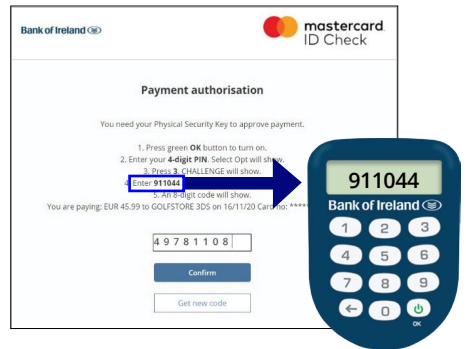 Bank of Ireland
mastercard
ID Check
Payment authorisation
You need your Physical Security Key to approve payment.
1. Press green OK button to turn on.
2. Enter your 4-digit PIN. Select Opt will show.
3. Press 3. CHALLENGE will show.
4. Enter 911044
5. An 8-digit code will show.
You are paying: EUR 45.99 to GOLFSTORE 3DS on 16/11/20 Card no: *****
49781108
Confirm
Get new code
911044
Bank of Ireland
1 2 3
4 5 6
7 8 9
0
OK